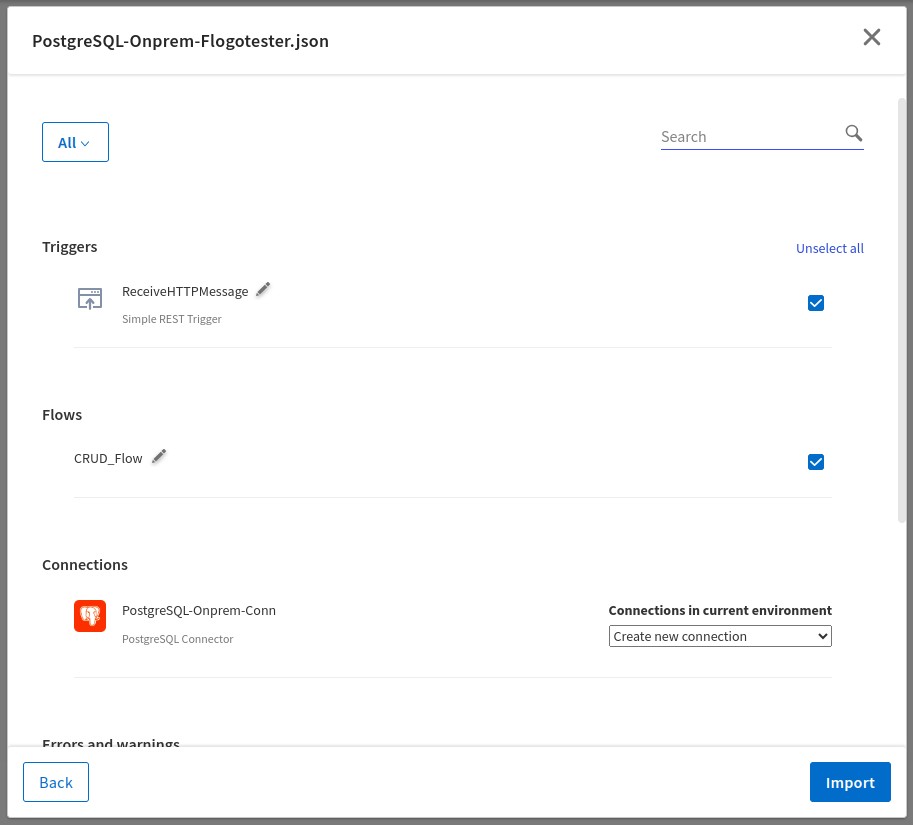 PostgreSQL-Onprem-Flogotester.json
All
Search
Triggers
Unselect all
ReceiveHTTPMessage
Simple REST Trigger
Flows
CRUD_Flow
Connections
PostgreSQL-Onprem-Conn
Connections in current environment
PostgreSQL Connector
Create new connection
Errors and warnings
Back
Import